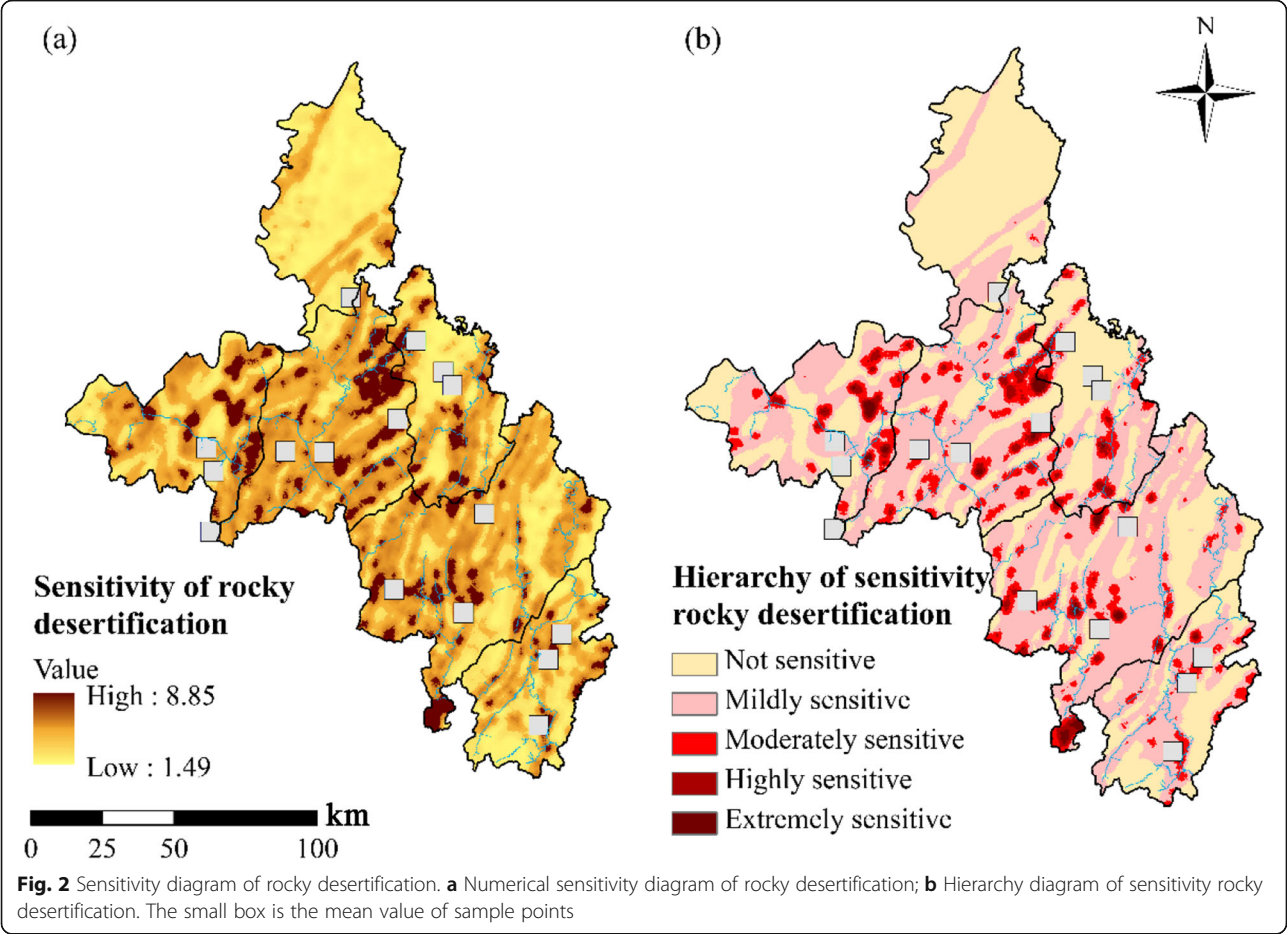 (a)
(b)
N
Sensitivity of rocky
desertification
Value
High : 8.85
Low : 1.49
km
0 25 50 100
Hierarchy of sensitivity
rocky desertification
Not sensitive
Mildly sensitive
Moderately sensitive
Highly sensitive
Extremely sensitive
Fig. 2 Sensitivity diagram of rocky desertification. a Numerical sensitivity diagram of rocky desertification; b Hierarchy diagram of sensitivity rocky
desertification. The small box is the mean value of sample points